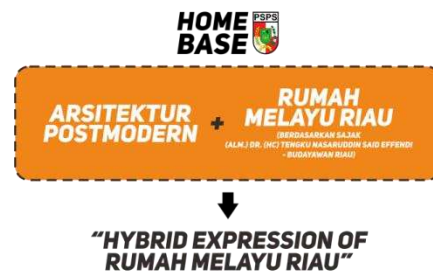 HOME
BASE
PSPS
ARSITEKTUR
POSTMODERN
+
RUMAH
MELAYU RIAU
(BERDASARKAN SAJAK
(ALM.) DR. (HC) TENGKU NASARUDDIN SAID EFFENDI
- BUDAYAWAN RIAU)
"HYBRID EXPRESSION OF
RUMAH MELAYU RIAU"